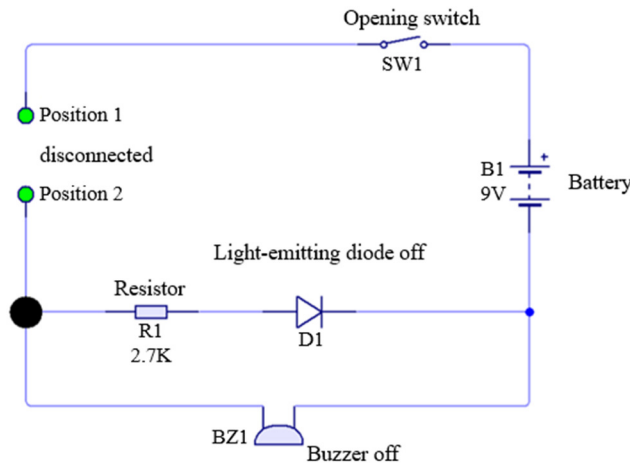 Opening switch
SW1
Position 1
disconnected
Position 2
B1
9V
+
Battery
Light-emitting diode off
Resistor
R1
2.7K
D1
BZ1
Buzzer off